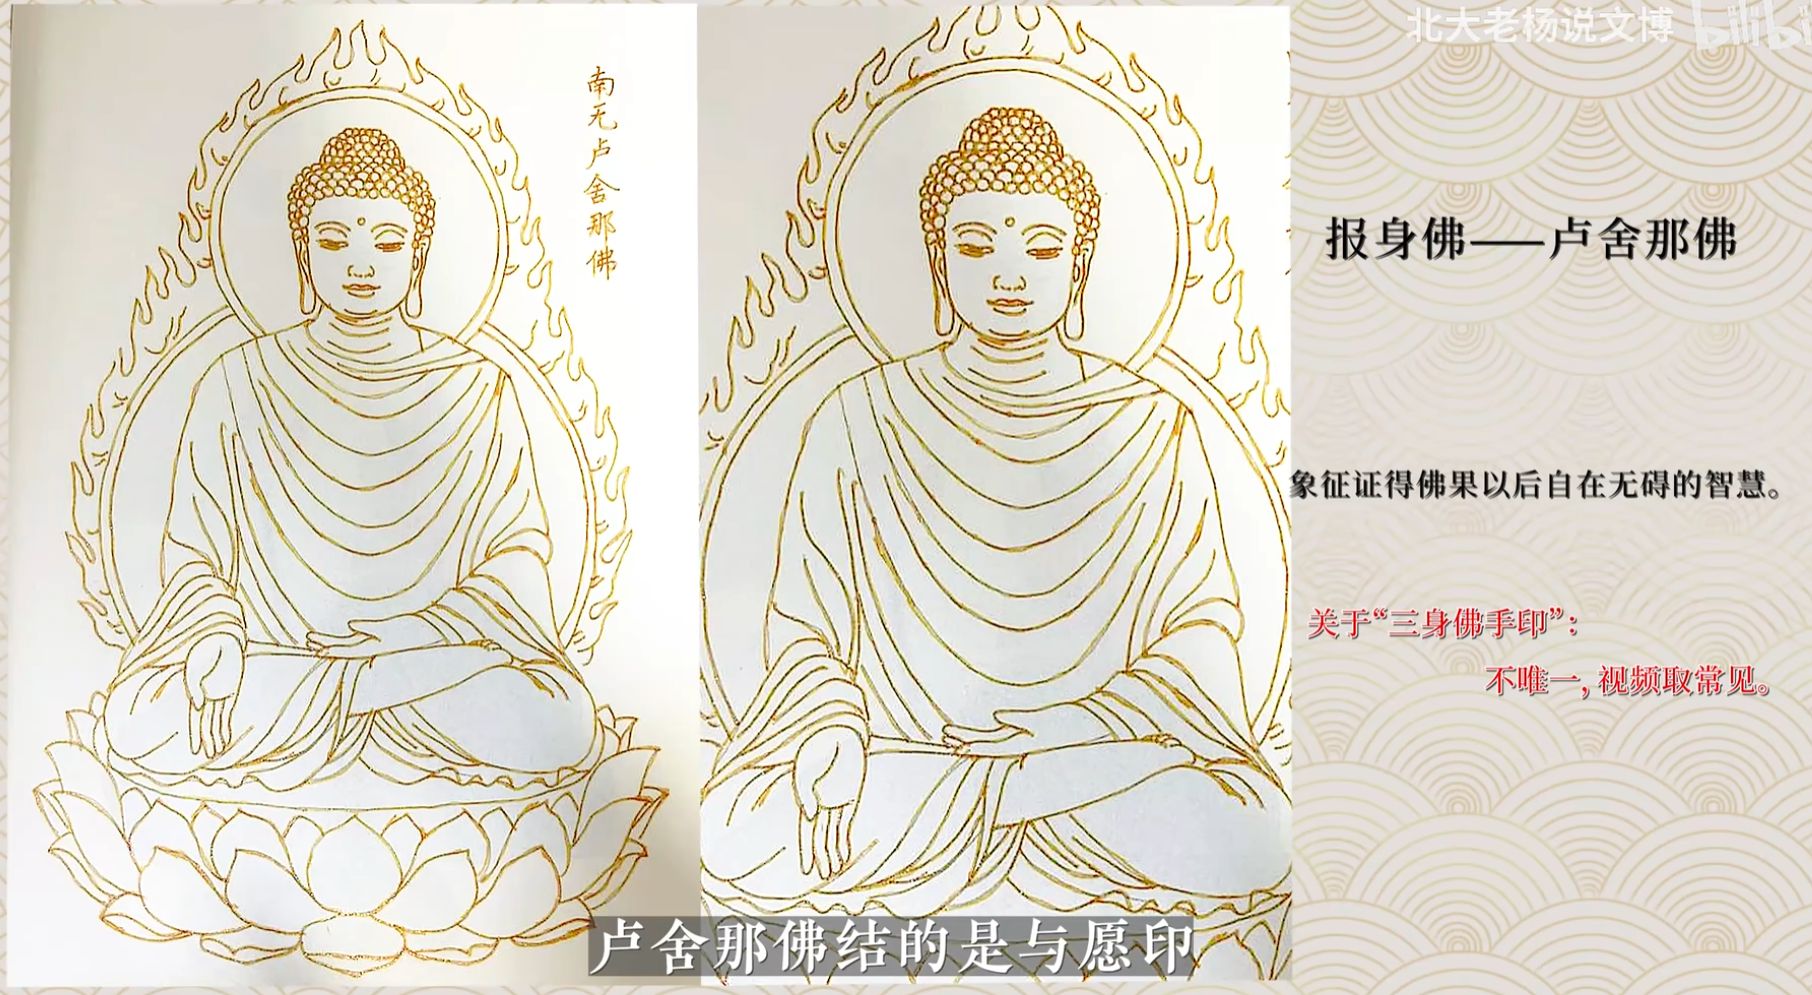 北大老杨说文博 bilibili
南无卢舍那佛
报身佛——卢舍那佛
象征证得佛果以后自在无碍的智慧。
关于“三身佛手印”：
不唯一，视频取常见。
卢舍那佛结的是与愿印